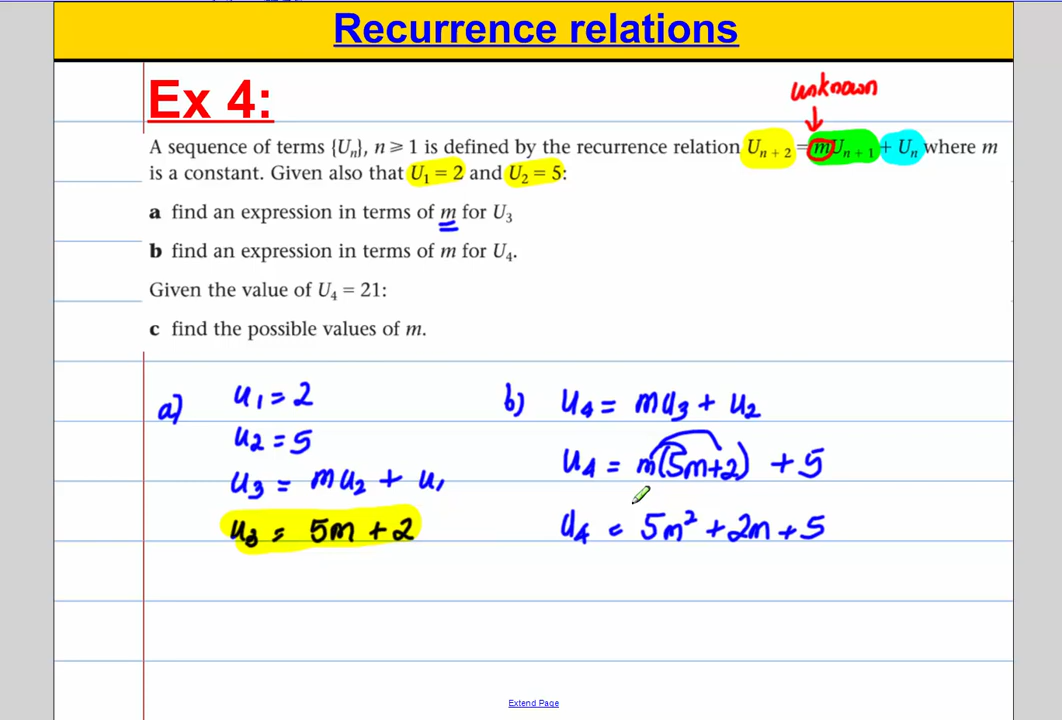 Recurrence relations
Ex 4:
unknown
A sequence of terms {Uₙ}, n ⩾ 1 is defined by the recurrence relation Uₙ₊₂ = mUₙ₊₁ + Uₙ where m
is a constant. Given also that U₁ = 2 and U₂ = 5:
a find an expression in terms of m for U₃
b find an expression in terms of m for U₄.
Given the value of U₄ = 21:
c find the possible values of m.
a) u₁ = 2
u₂ = 5
u₃ = mu₂ + u₁
u₃ = 5m + 2
b) u₄ = mu₃ + u₂
u₄ = m(5m+2) + 5
u₄ = 5m² + 2m + 5
Extend Page